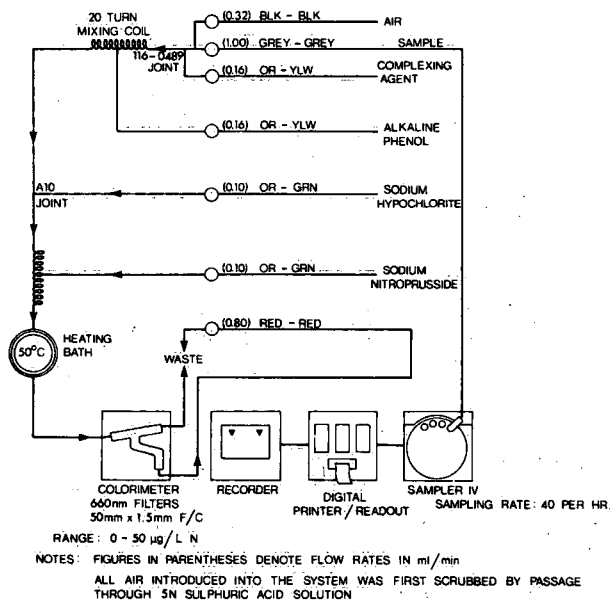 20 TURN
MIXING COIL
(0.32) BLK - BLK AIR
(1.00) GREY - GREY SAMPLE
116-0489
JOINT
(0.16) OR - YLW COMPLEXING
AGENT
(0.16) OR - YLW ALKALINE
PHENOL
A10
JOINT
(0.10) OR - GRN SODIUM
HYPOCHLORITE
(0.10) OR - GRN SODIUM
NITROPRUSSIDE
(0.80) RED - RED
50°C
HEATING
BATH
WASTE
COLORIMETER
660nm FILTERS
50mm x 1.5mm F/C
RECORDER
DIGITAL
PRINTER/READOUT
SAMPLER IV
SAMPLING RATE: 40 PER HR.
RANGE: 0 - 50 µg/L N
NOTES: FIGURES IN PARENTHESES DENOTE FLOW RATES IN ml/min
ALL AIR INTRODUCED INTO THE SYSTEM WAS FIRST SCRUBBED BY PASSAGE
THROUGH 5N SULPHURIC ACID SOLUTION